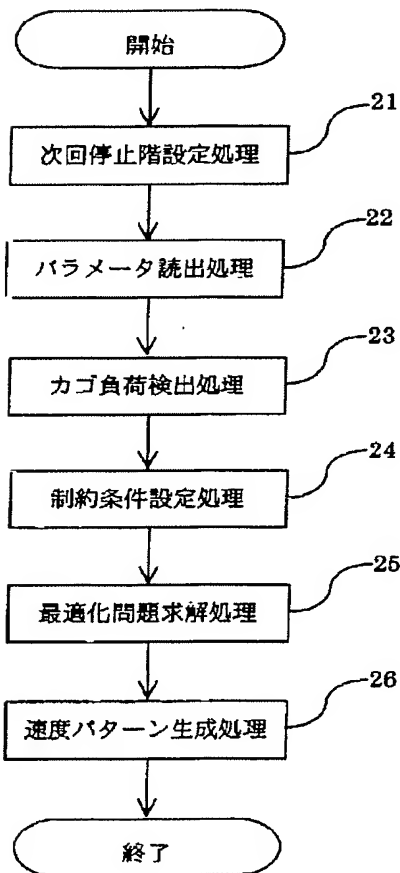 開始
21
次回停止階設定処理
22
パラメータ読出処理
23
カゴ負荷検出処理
24
制約条件設定処理
25
最適化問題求解処理
26
速度パターン生成処理
終了